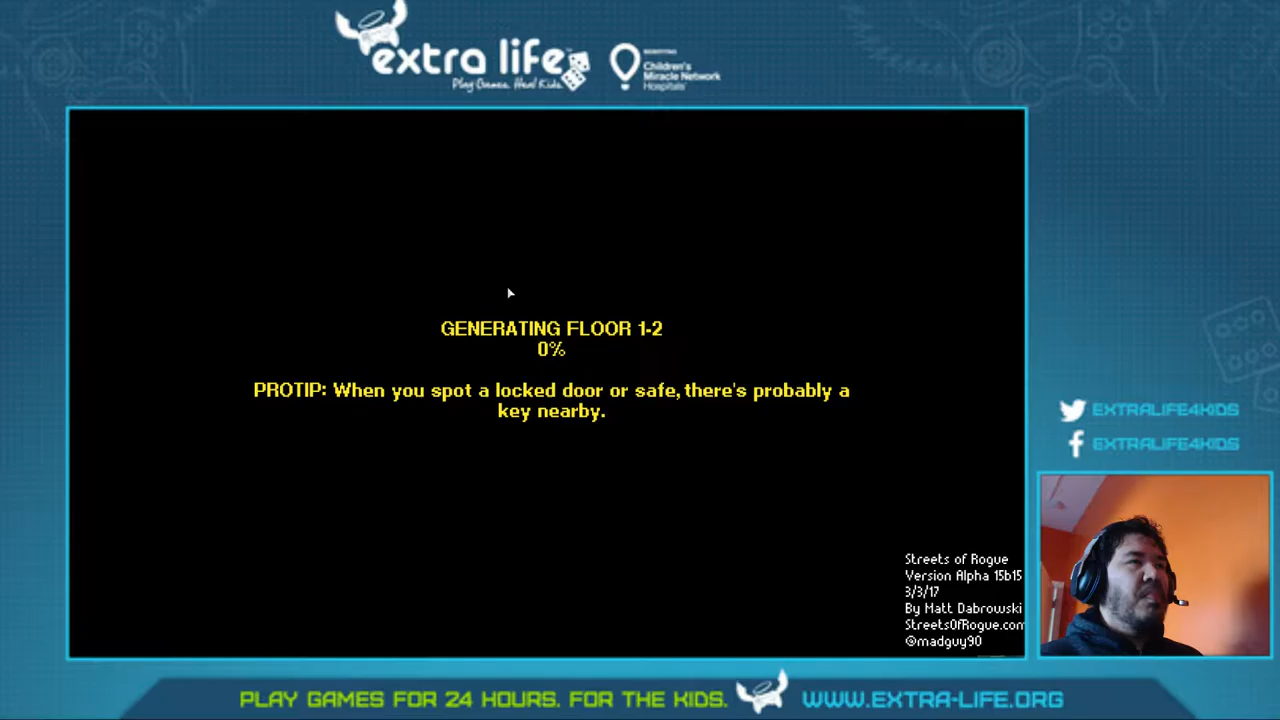 extra life
Play Games. Heal Kids.
BENEFITING
Children's
Miracle Network
Hospitals
GENERATING FLOOR 1-2
0%
PROTIP: When you spot a locked door or safe, there's probably a
key nearby.
EXTRALIFE4KIDS
EXTRALIFE4KIDS
Streets of Rogue
Version Alpha 15b15
3/3/17
By Matt Dabrowski
StreetsOfRogue.com
@madguy90
PLAY GAMES FOR 24 HOURS. FOR THE KIDS.
WWW.EXTRA-LIFE.ORG